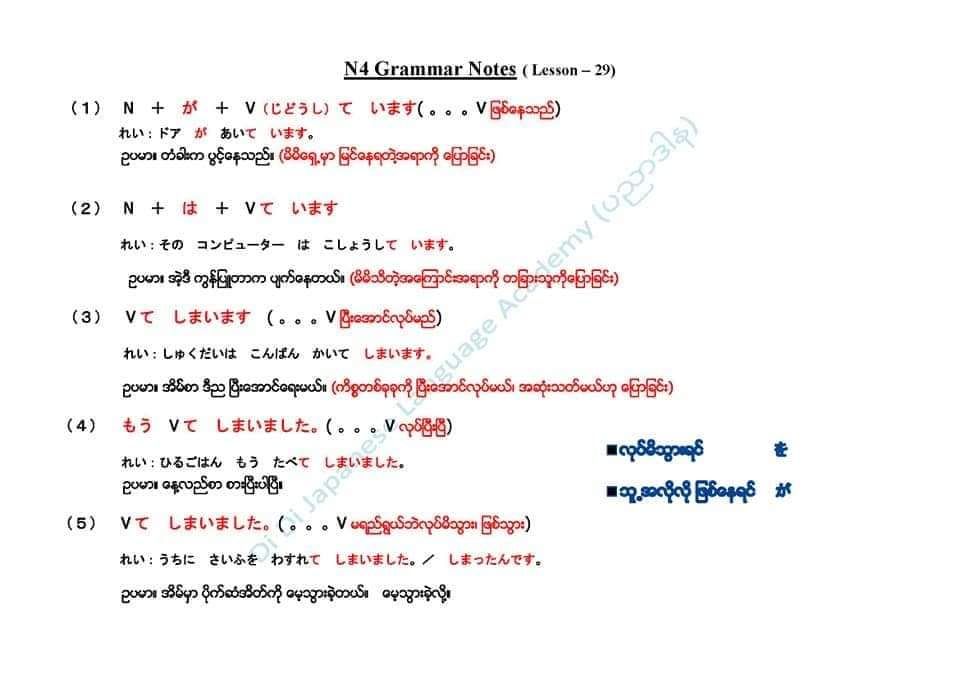 N4 Grammar Notes ( Lesson – 29)
(1) N + が + V (じどうし) て います( 。。。V ဖြစ်နေသည်)
れい：ドア が あいて います。
ဥပမာ။ တံခါးက ပွင့်နေသည်။ (မိမိရှေ့မှာ မြင်နေရတဲ့အရာကို ပြောခြင်း)
(2) N + は + Vて います
れい：その コンピューター は こしょうして います。
ဥပမာ။ အဲ့ဒီ ကွန်ပြူတာက ပျက်နေတယ်။ (မိမိသိတဲ့အကြောင်းအရာကို တခြားသူကိုပြောခြင်း)
(3) Vて しまいます ( 。。。V ပြီးအောင်လုပ်မည်)
れい：しゅくだいは こんばん かいて しまいます。
ဥပမာ။ အိမ်စာ ဒီည ပြီးအောင်ရေးမယ်။ (ကိစ္စတစ်ခုခုကို ပြီးအောင်လုပ်မယ်၊ အဆုံးသတ်မယ်ဟု ပြောခြင်း)
(4) もう Vて しまいました。( 。。。V လုပ်ပြီးပြီ)
れい：ひるごはん もう たべて しまいました。
ဥပမာ။ နေ့လည်စာ စားပြီးပါပြီ။
■ လုပ်မိသွားရင် を
■ သူ့အလိုလို ဖြစ်နေရင် が
(5) Vて しまいました。( 。。。V မရည်ရွယ်ဘဲလုပ်မိသွား၊ ဖြစ်သွား)
れい：うちに さいふを わすれて しまいました。／ しまったんです。
ဥပမာ။ အိမ်မှာ ပိုက်ဆံအိတ်ကို မေ့သွားခဲ့တယ်။ မေ့သွားခဲ့လို့။
Oi Di Japanese Language Academy (ပညာဒါန)